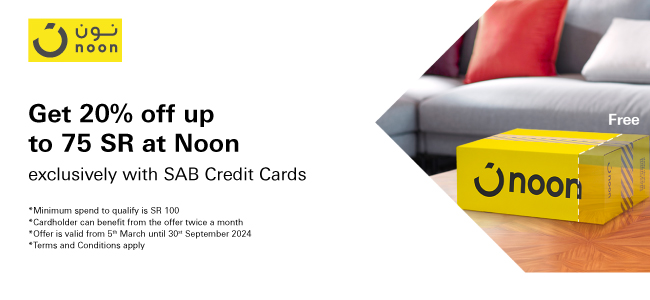 نون
noon
Get 20% off up
to 75 SR at Noon
exclusively with SAB Credit Cards
*Minimum spend to qualify is SR 100
*Cardholder can benefit from the offer twice a month
*Offer is valid from 5th March until 30st September 2024
*Terms and Conditions apply
Free
noon
noon